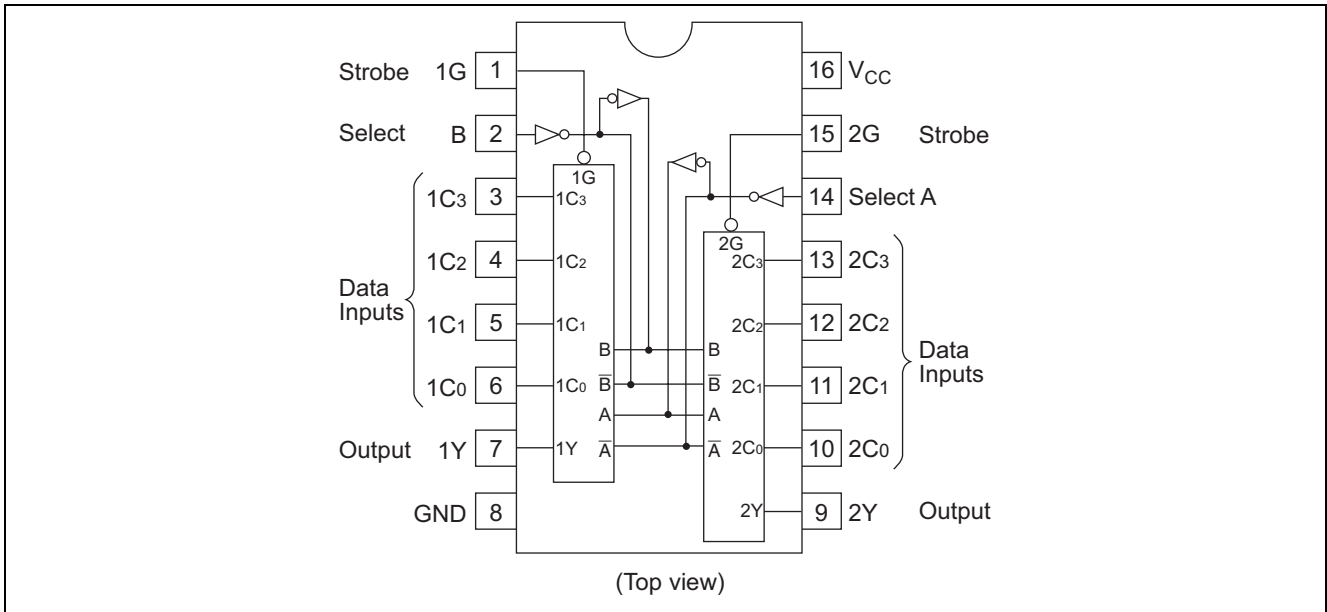 Strobe 1G 1
16 VCC
Select B 2
15 2G Strobe
1G
1C3 3 1C3
14 Select A
2G
1C2 4 1C2
2C3 13 2C3
Data
Inputs
1C1 5 1C1
2C2 12 2C2
B B
Data
Inputs
1C0 6 1C0 B̅ B̅ 2C1 11 2C1
A A
Output 1Y 7 1Y A̅ A̅ 2C0 10 2C0
GND 8
2Y 9 2Y Output
(Top view)